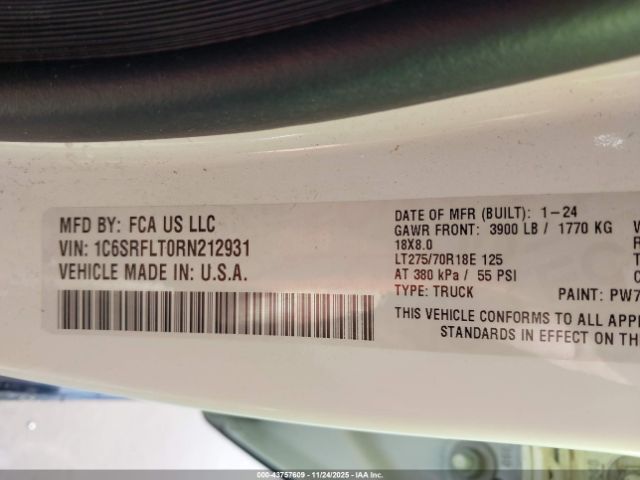 MFD BY: FCA US LLC
VIN: 1C6SRFLT0RN212931
VEHICLE MADE IN: U.S.A.
DATE OF MFR (BUILT): 1-24
GAWR FRONT: 3900 LB / 1770 KG
18X8.0
LT275/70R18E 125
AT 380 kPa / 55 PSI
TYPE: TRUCK PAINT: PW7
THIS VEHICLE CONFORMS TO ALL APP
STANDARDS IN EFFECT ON TH
000-43757609 - 11/24/2025 - IAA Inc.